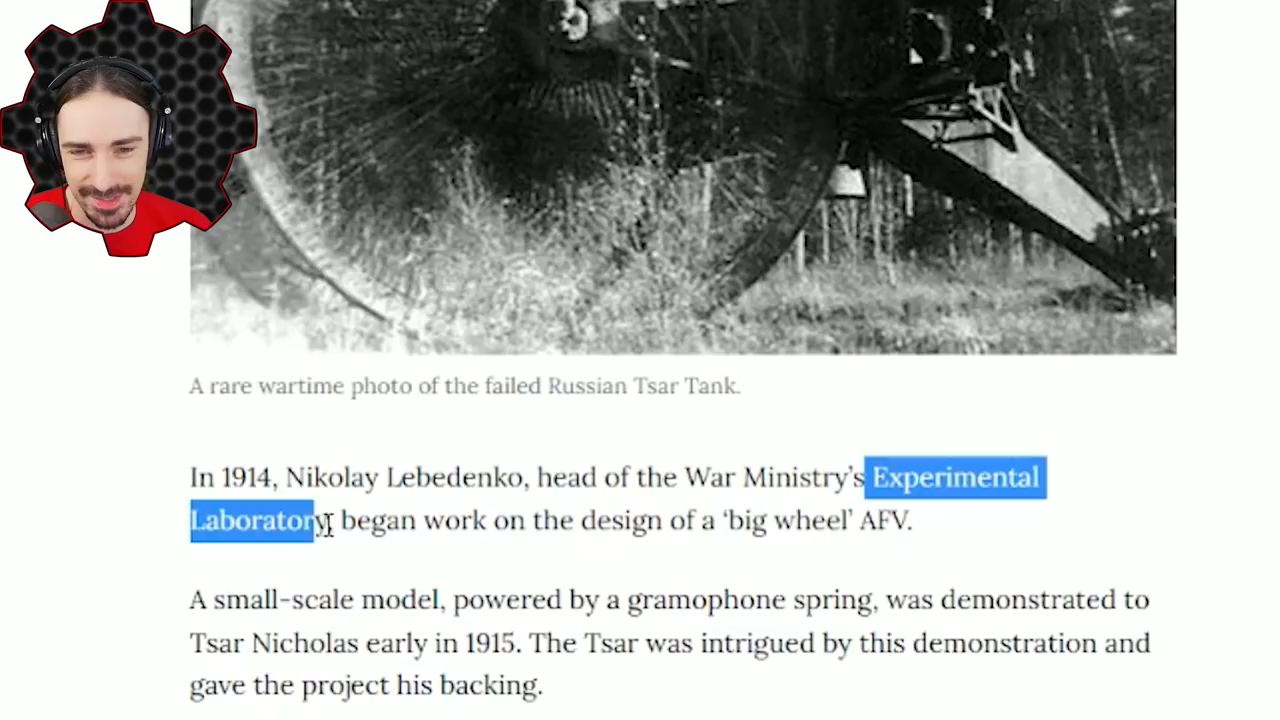 A rare wartime photo of the failed Russian Tsar Tank.
In 1914, Nikolay Lebedenko, head of the War Ministry’s Experimental
Laboratory, began work on the design of a ‘big wheel’ AFV.
A small-scale model, powered by a gramophone spring, was demonstrated to
Tsar Nicholas early in 1915. The Tsar was intrigued by this demonstration and
gave the project his backing.